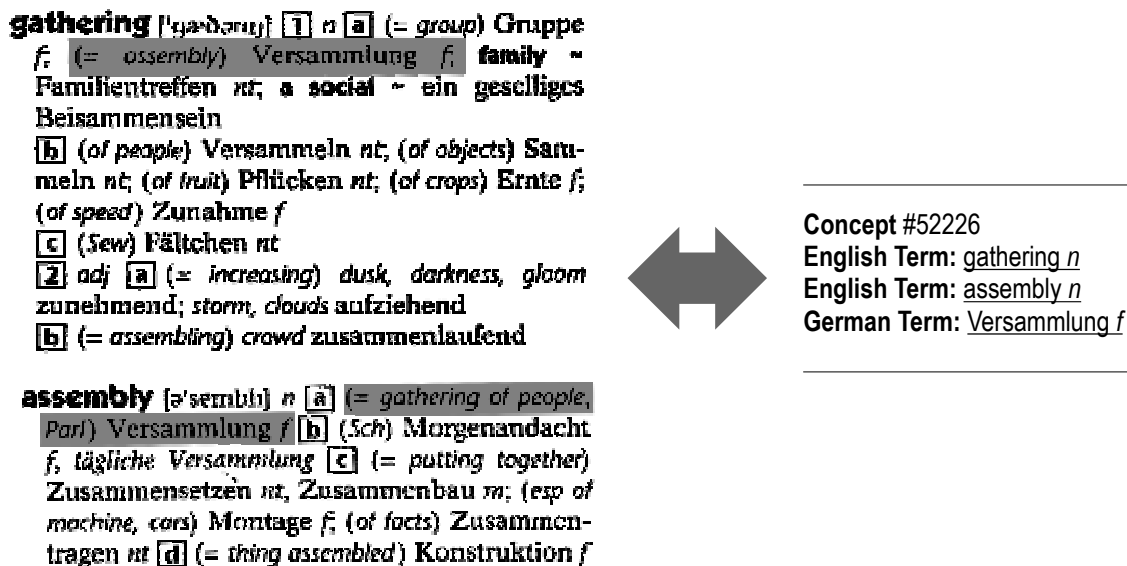 gathering ['gæðərɪŋ] 1 n a (= group) Gruppe
f; (= assembly) Versammlung f; family ~
Familientreffen nt; a social ~ ein geselliges
Beisammensein
b (of people) Versammeln nt; (of objects) Sam-
meln nt; (of fruit) Pflücken nt; (of crops) Ernte f;
(of speed) Zunahme f
c (Sew) Fältchen nt
2 adj a (= increasing) dusk, darkness, gloom
zunehmend; storm, clouds aufziehend
b (= assembling) crowd zusammenlaufend
assembly [ə'semblɪ] n a (= gathering of people,
Parl) Versammlung f b (Sch) Morgenandacht
f, tägliche Versammlung c (= putting together)
Zusammensetzen nt, Zusammenbau m; (esp of
machine, cars) Montage f; (of facts) Zusammen-
tragen nt d (= thing assembled) Konstruktion f
Concept #52226
English Term: gathering n
English Term: assembly n
German Term: Versammlung f